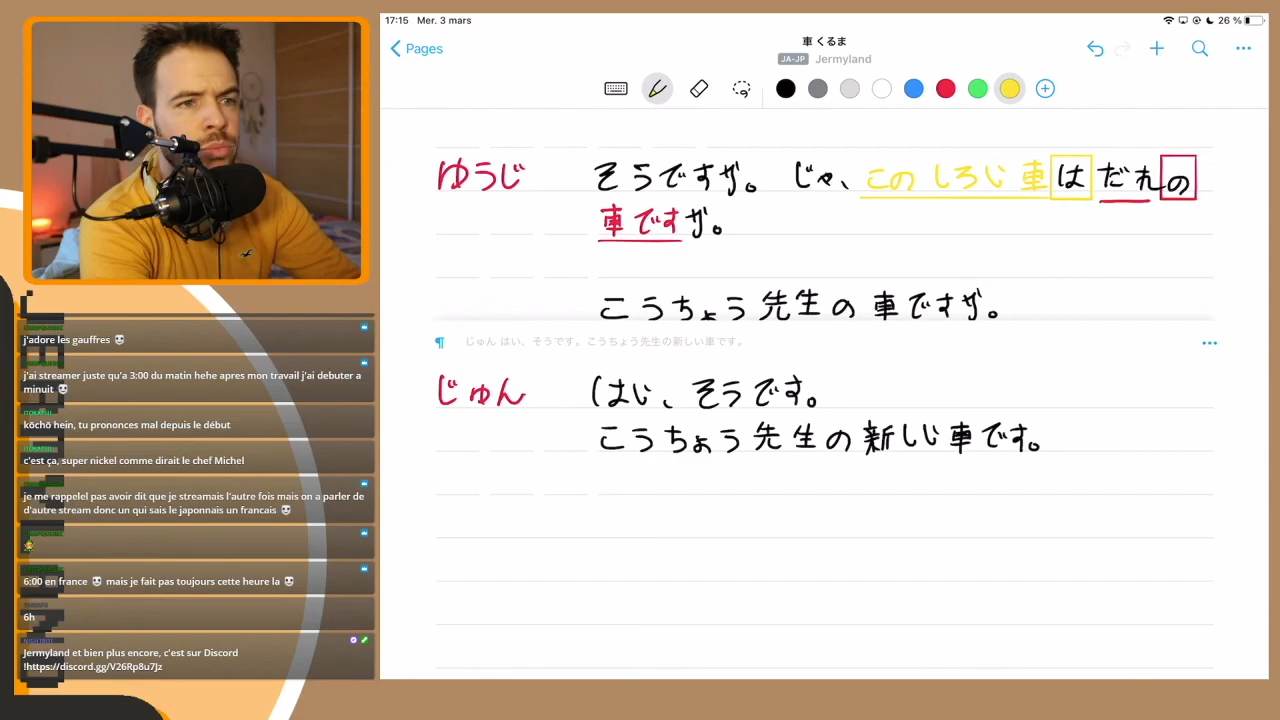 17:15 Mer. 3 mars
26 %
Pages
車 くるま
JA-JP Jermyland
ゆうじ そうですか。 じゃ、このしろい車はだれの
車ですか。
こうちょう先生の車ですか。
じゅん はい、そうです。こうちょう先生の新しい車です。
じゅん はい、そうです。
こうちょう先生の新しい車です。
j'adore les gauffres
j'ai streamer juste qu'a 3:00 du matin hehe apres mon travail j'ai debuter a
minuit
kōchō hein, tu prononces mal depuis le début
c'est ça, super nickel comme dirait le chef Michel
je me rappelel pas avoir dit que je streamais l'autre fois mais on a parler de
d'autre stream donc un qui sais le japonnais un francais
6:00 en france mais je fait pas toujours cette heure la
6h
Jermyland et bien plus encore, c'est sur Discord
!https://discord.gg/V26Rp8u7Jz